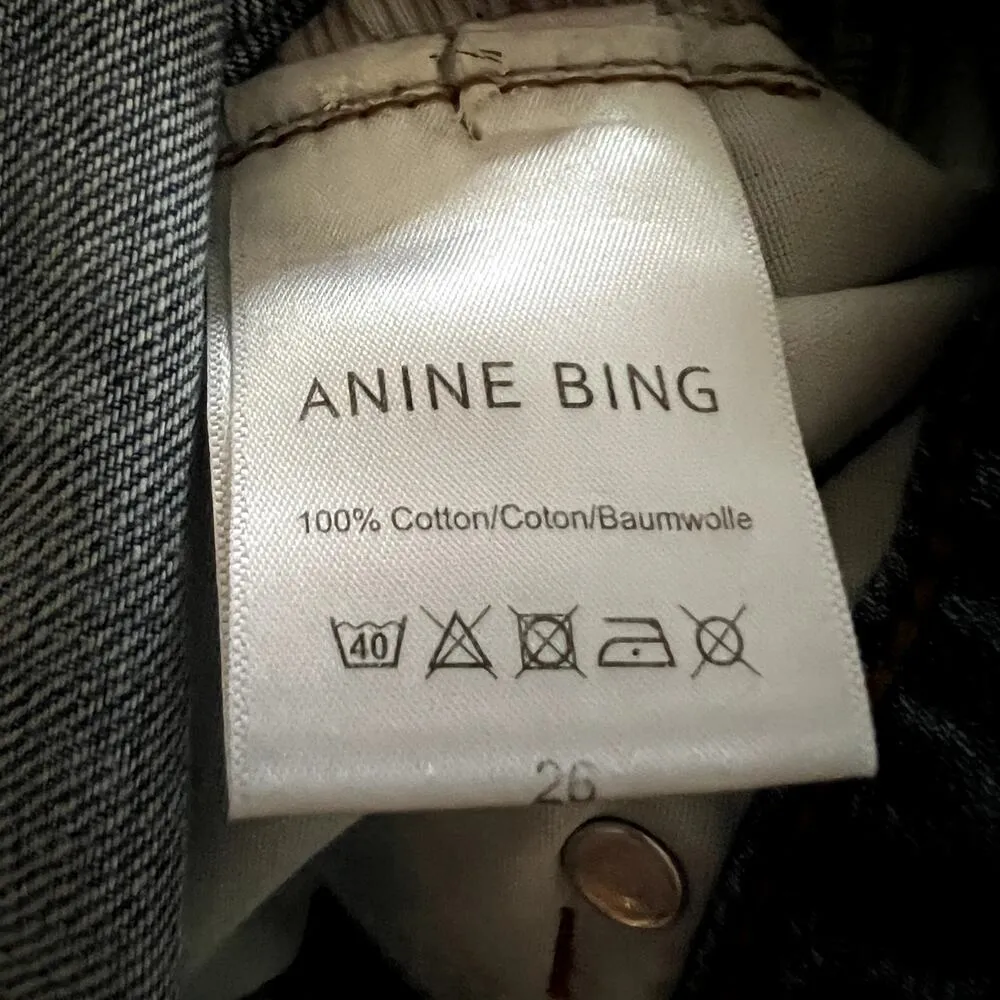 ANINE BING
100% Cotton/Coton/Baumwolle
40
26